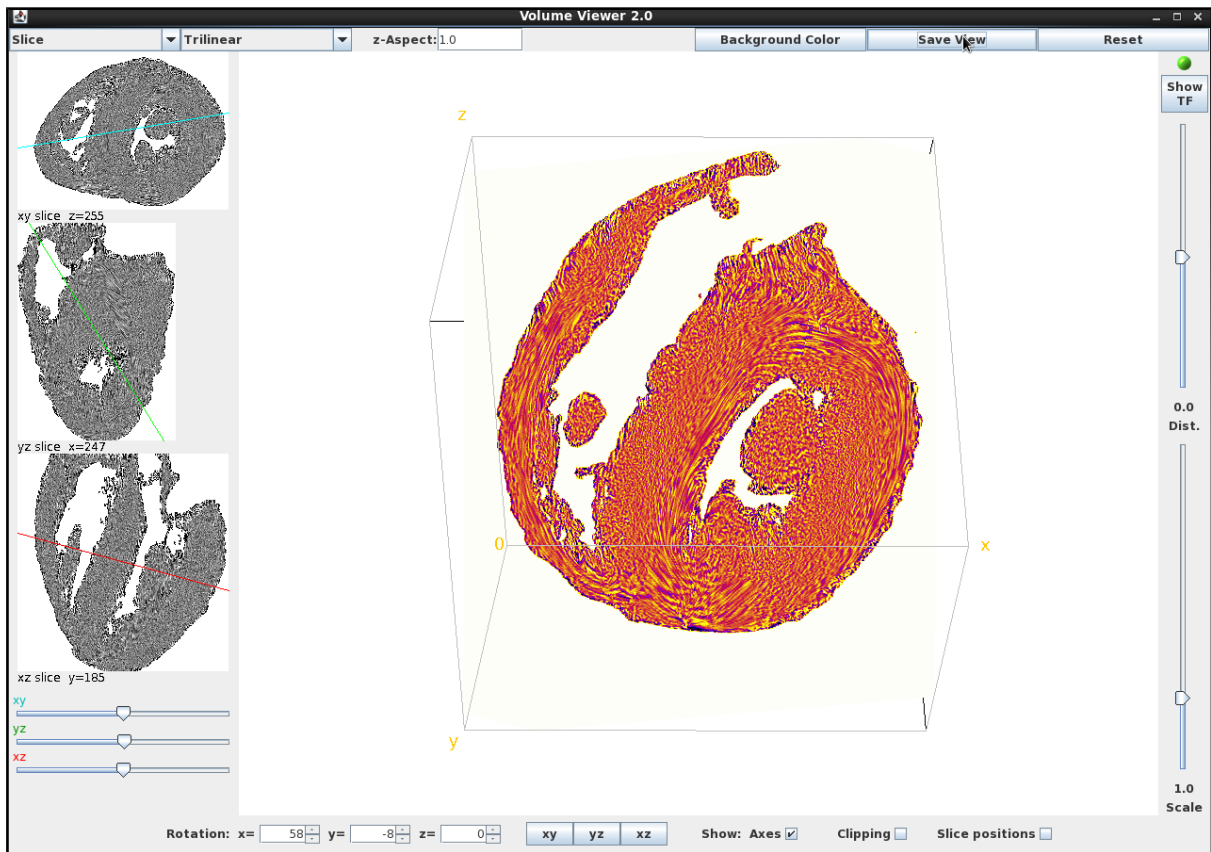 Volume Viewer 2.0
Slice Trilinear z-Aspect: 1.0 Background Color Save View Reset
Show
TF
z
xy slice z=255
yz slice x=247
0.0
Dist.
0 x
xz slice y=185
xy
yz
y
xz
1.0
Scale
Rotation: x= 58 y= -8 z= 0 xy yz xz Show: Axes Clipping Slice positions